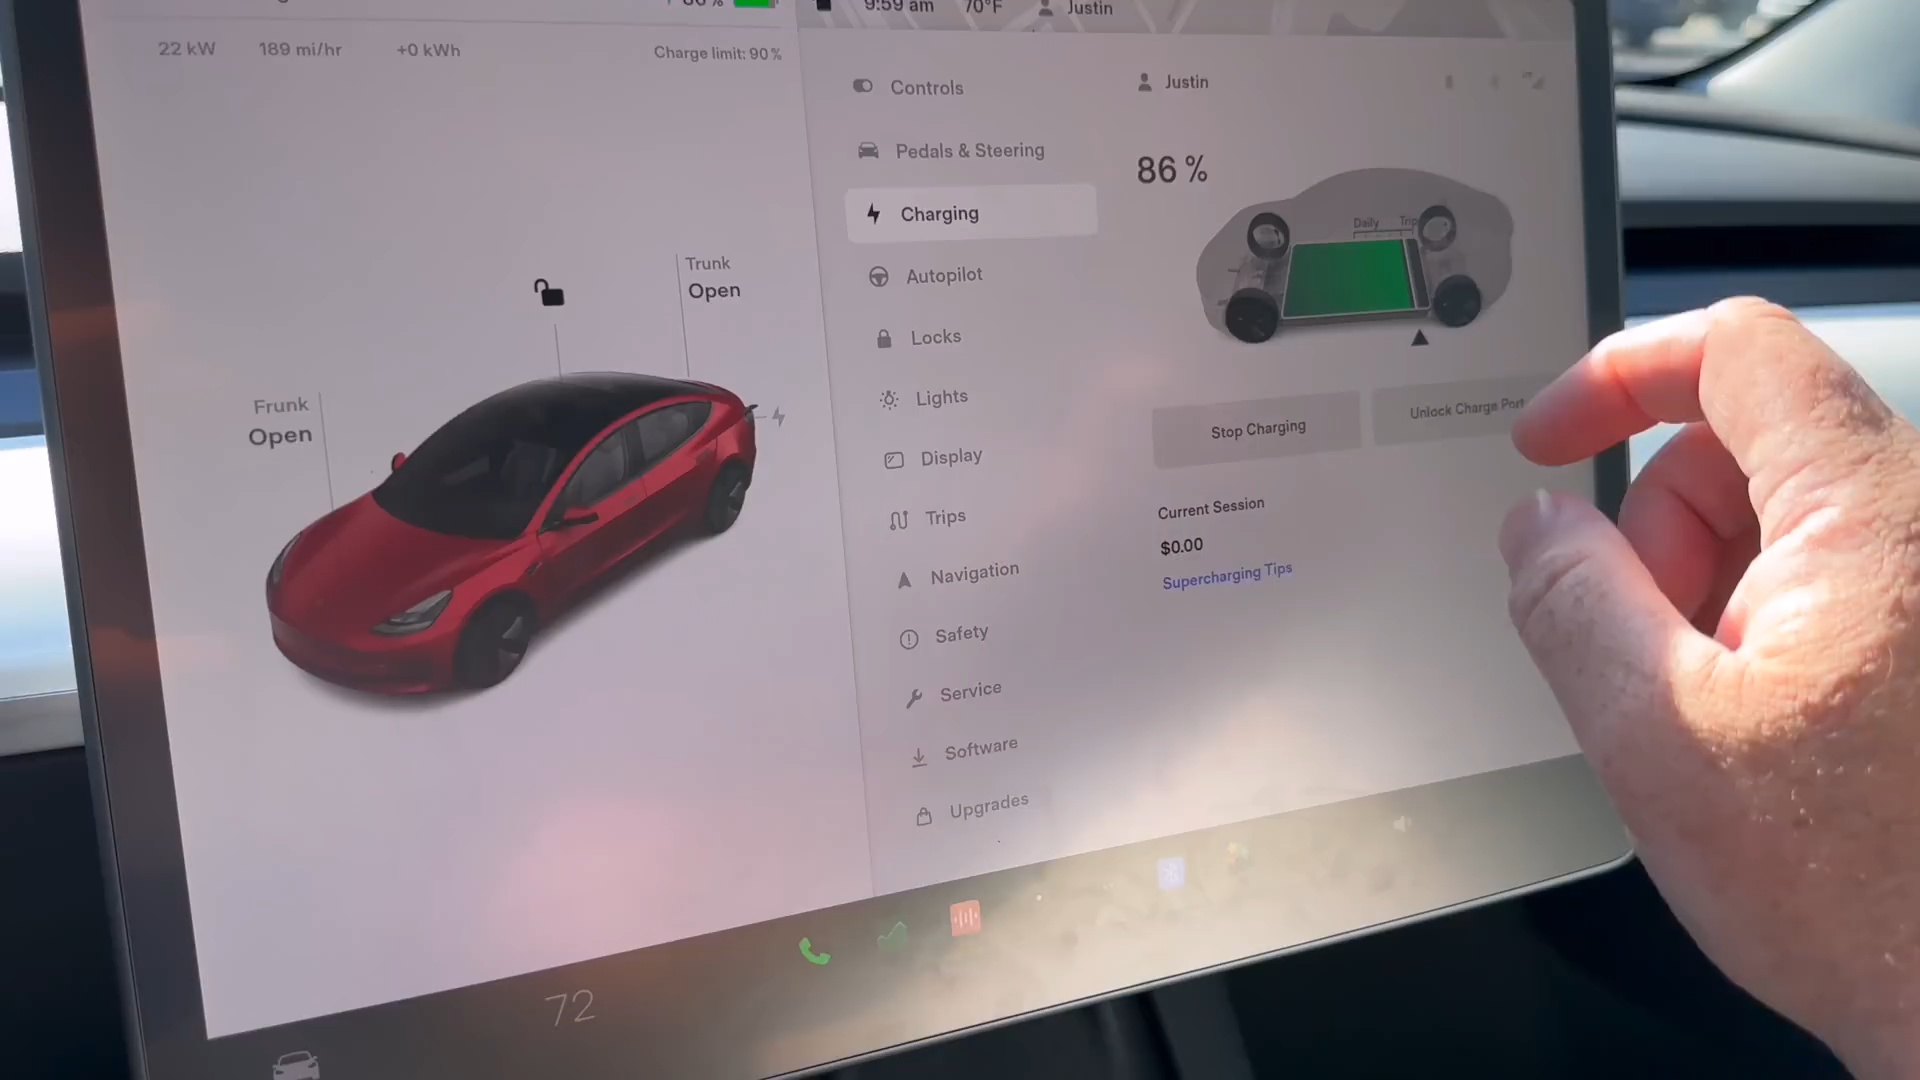 9:59 am 70°F Justin
22 kW 189 mi/hr +0 kWh Charge limit: 90 %
Trunk
Open
Frunk
Open
Controls
Pedals & Steering
Charging
Autopilot
Locks
Lights
Display
Trips
Navigation
Safety
Service
Software
Upgrades
Justin
86 %
Daily Trip
Stop Charging
Unlock Charge Port
Current Session
$0.00
Supercharging Tips
72